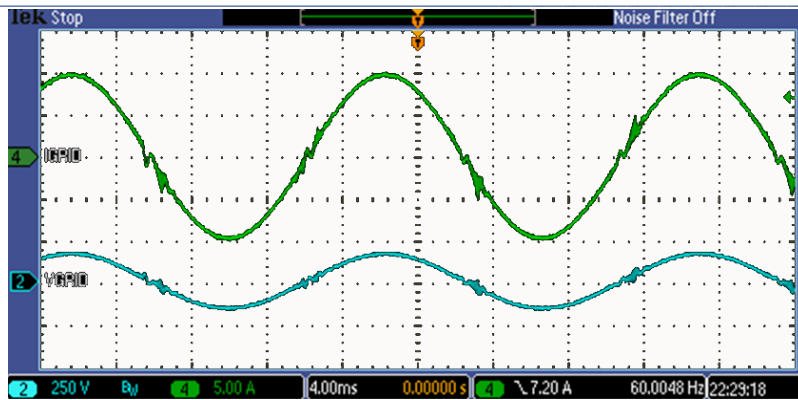 Tek Stop Noise Filter Off
4 IGRID
2 VGRID
2 250 V BW 4 5.00 A 4.00ms 0.00000 s 4 7.20 A 60.0048 Hz 22:29:18